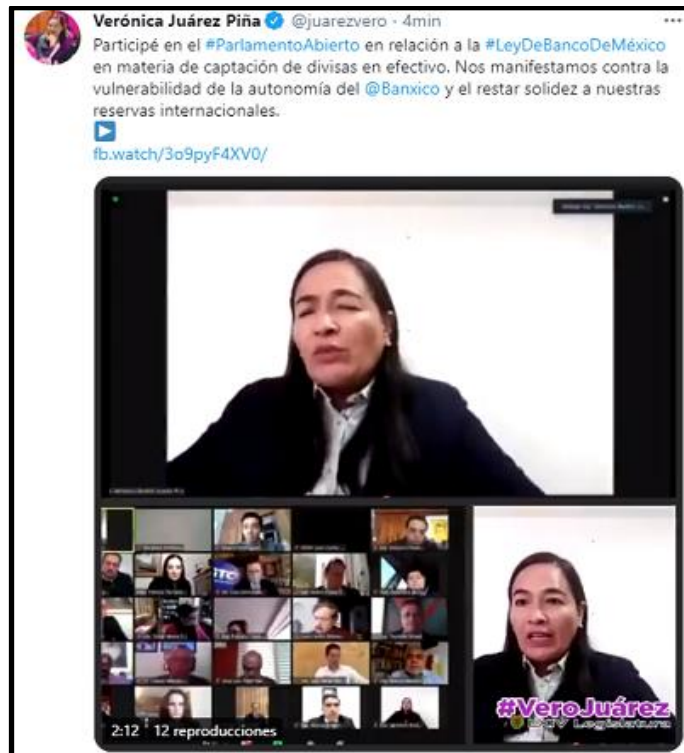 Verónica Juárez Piña @juarezvero · 4min
Participé en el #ParlamentoAbierto en relación a la #LeyDeBancoDeMéxico
en materia de captación de divisas en efectivo. Nos manifestamos contra la
vulnerabilidad de la autonomía del @Banxico y el restar solidez a nuestras
reservas internacionales.
fb.watch/3o9pyF4XV0/
#VeroJuárez
LXIV Legislatura
2:12 12 reproducciones